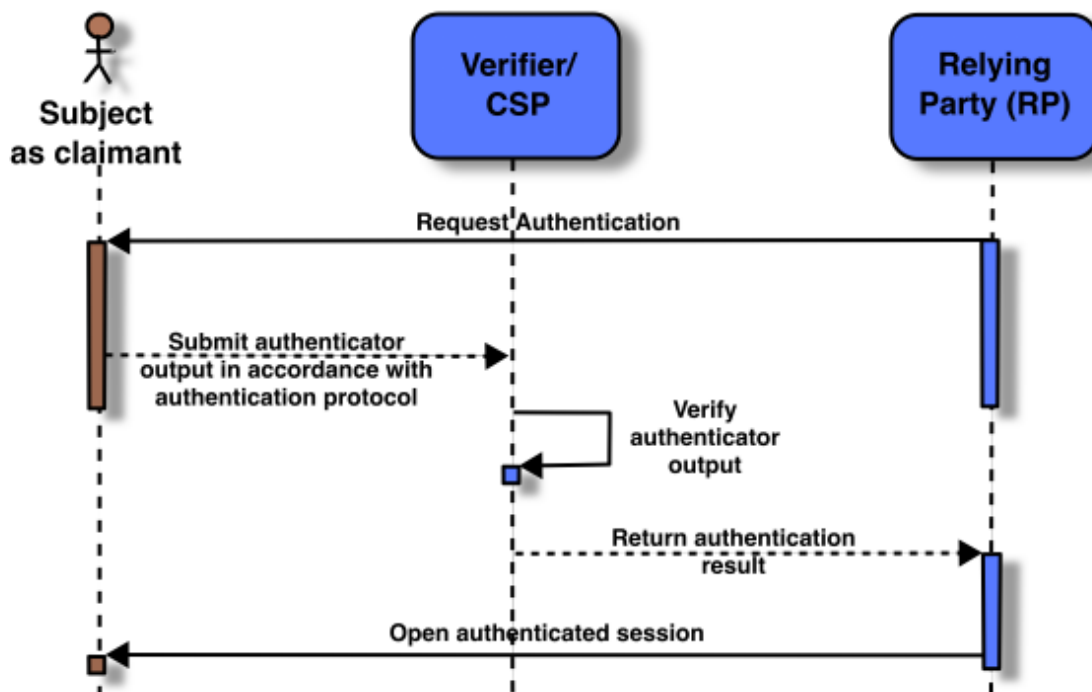 Subject
as claimant
Verifier/
CSP
Relying
Party (RP)
Request Authentication
Submit authenticator
output in accordance with
authentication protocol
Verify
authenticator
output
Return authentication
result
Open authenticated session